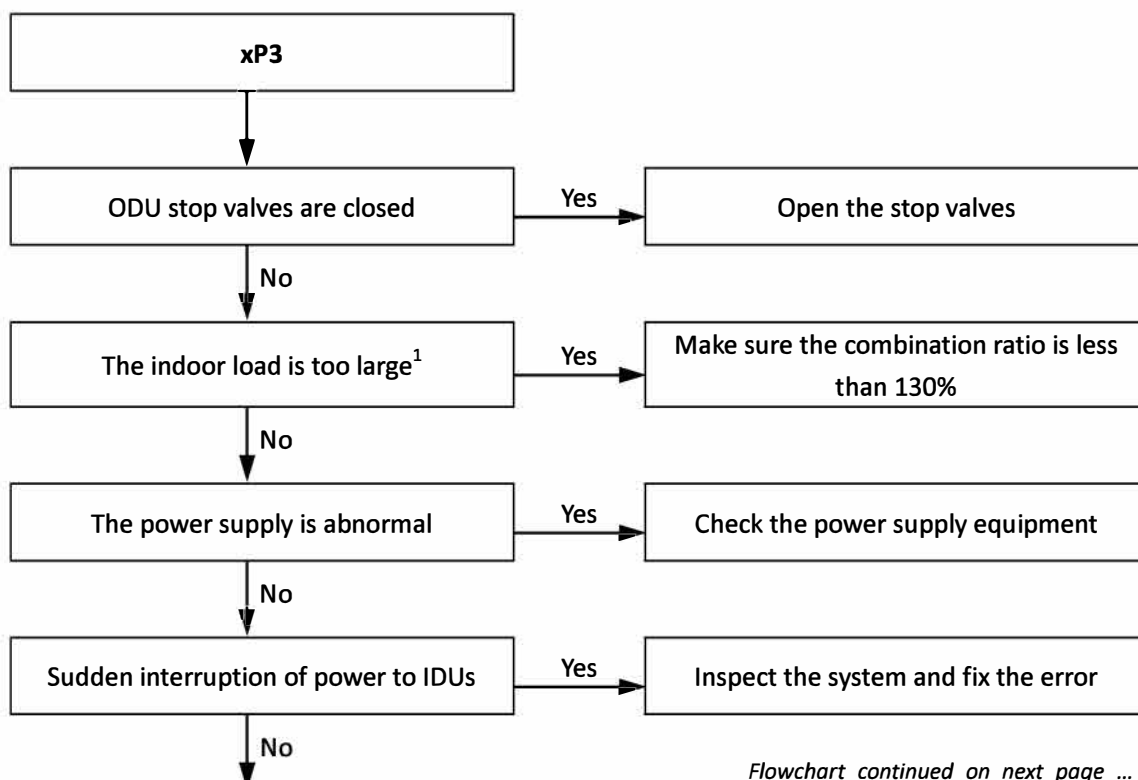 xP3
ODU stop valves are closed
Yes
Open the stop valves
No
The indoor load is too large¹
Yes
Make sure the combination ratio is less
than 130%
No
The power supply is abnormal
Yes
Check the power supply equipment
No
Sudden interruption of power to IDUs
Yes
Inspect the system and fix the error
No
Flowchart continued on next page ...